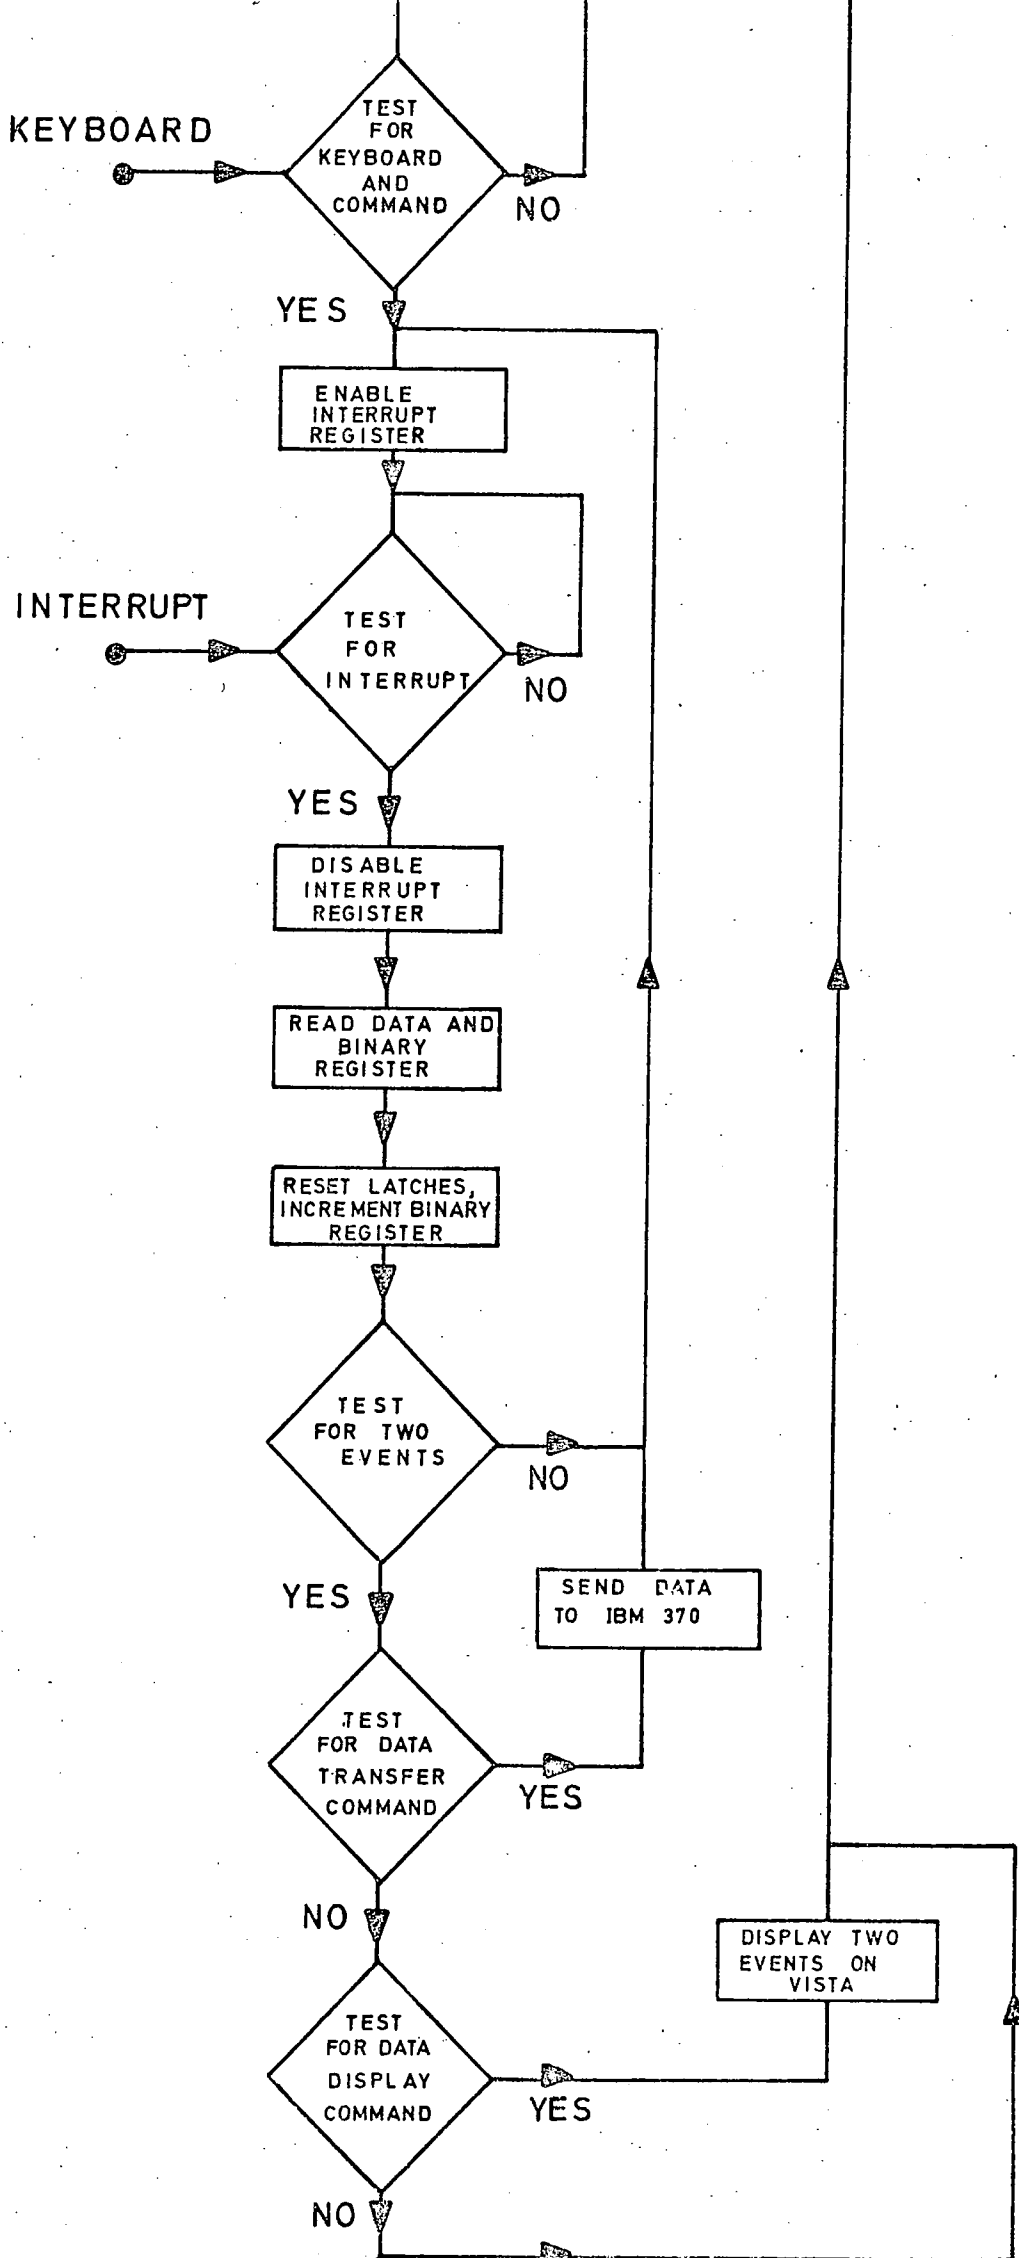 TEST
FOR
KEYBOARD
AND
COMMAND
KEYBOARD
NO
YES
ENABLE
INTERRUPT
REGISTER
INTERRUPT
TEST
FOR
INTERRUPT
NO
YES
DISABLE
INTERRUPT
REGISTER
READ DATA AND
BINARY
REGISTER
RESET LATCHES,
INCREMENT BINARY
REGISTER
TEST
FOR TWO
EVENTS
NO
YES
SEND DATA
TO IBM 370
TEST
FOR DATA
TRANSFER
COMMAND
YES
NO
DISPLAY TWO
EVENTS ON
VISTA
TEST
FOR DATA
DISPLAY
COMMAND
YES
NO